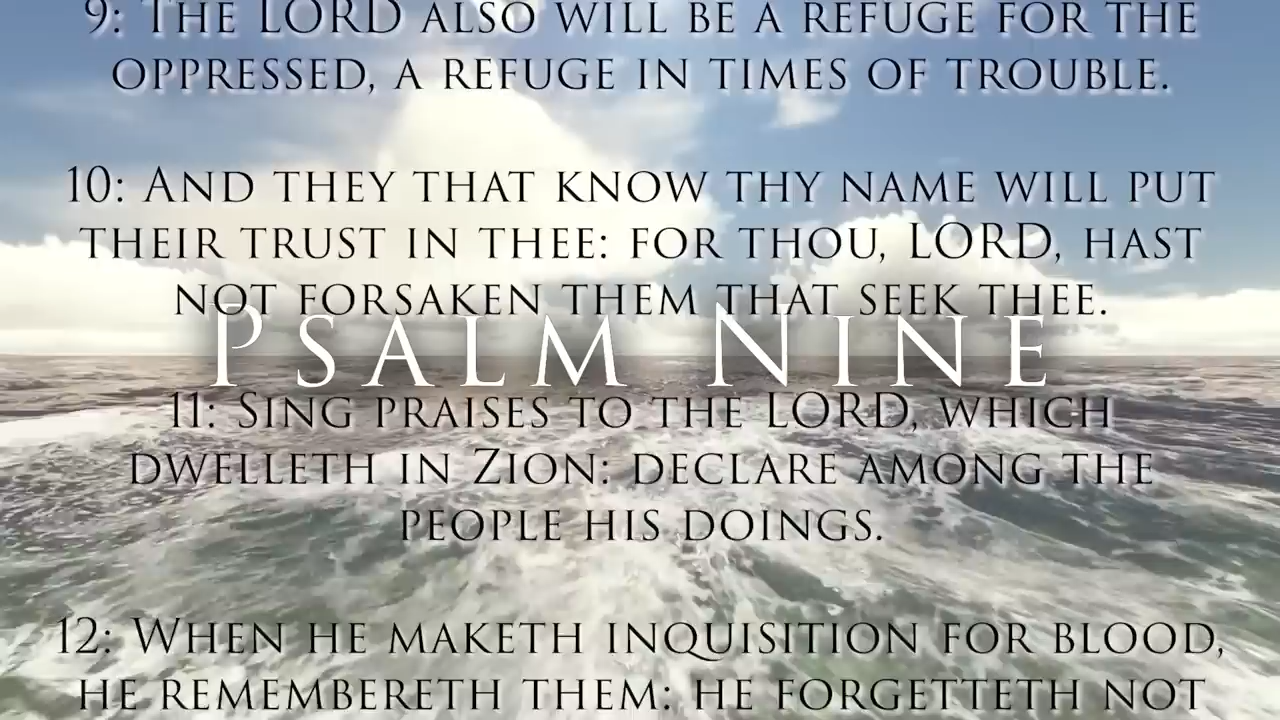 9: The LORD also will be a refuge for the
oppressed, a refuge in times of trouble.
10: And they that know thy name will put
their trust in thee: for thou, LORD, hast
not forsaken them that seek thee.
Psalm Nine
11: Sing praises to the LORD, which
dwelleth in Zion: declare among the
people his doings.
12: When he maketh inquisition for blood,
he remembereth them: he forgetteth not